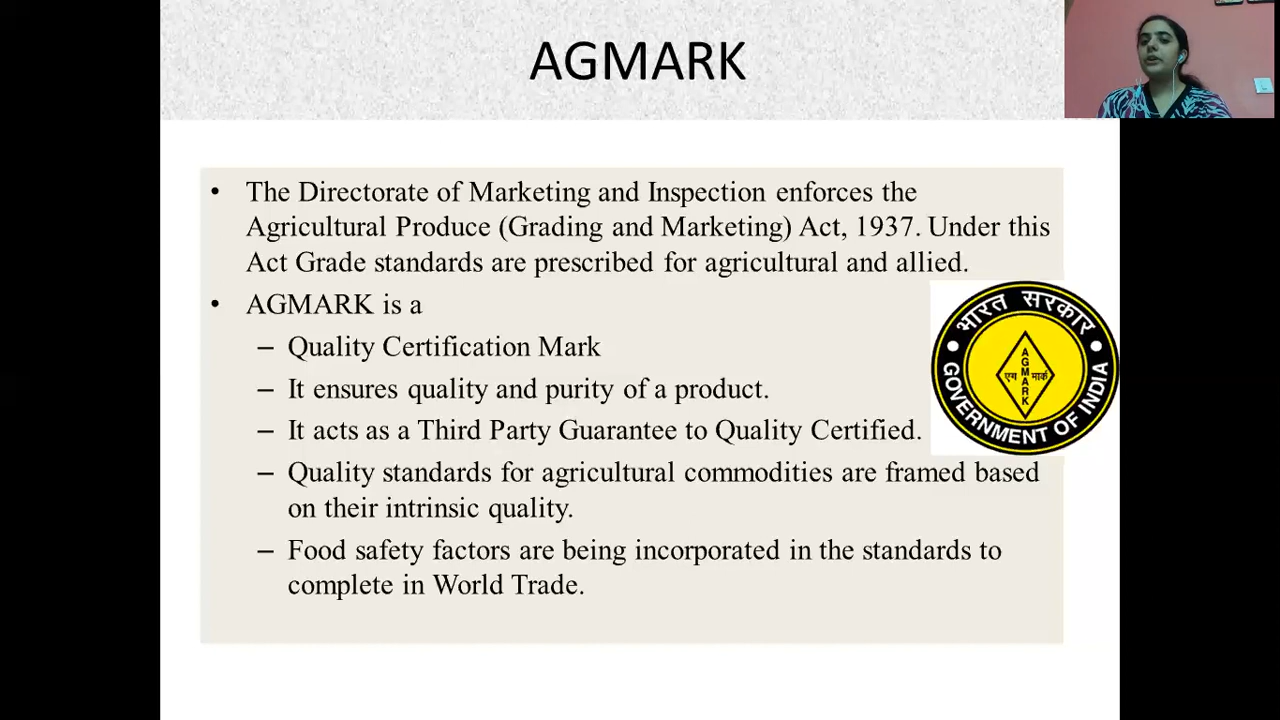 AGMARK
• The Directorate of Marketing and Inspection enforces the
Agricultural Produce (Grading and Marketing) Act, 1937. Under this
Act Grade standards are prescribed for agricultural and allied.
• AGMARK is a
– Quality Certification Mark
– It ensures quality and purity of a product.
– It acts as a Third Party Guarantee to Quality Certified.
– Quality standards for agricultural commodities are framed based
on their intrinsic quality.
– Food safety factors are being incorporated in the standards to
complete in World Trade.
भारत सरकार
AGMARK
एग मार्क
GOVERNMENT OF INDIA